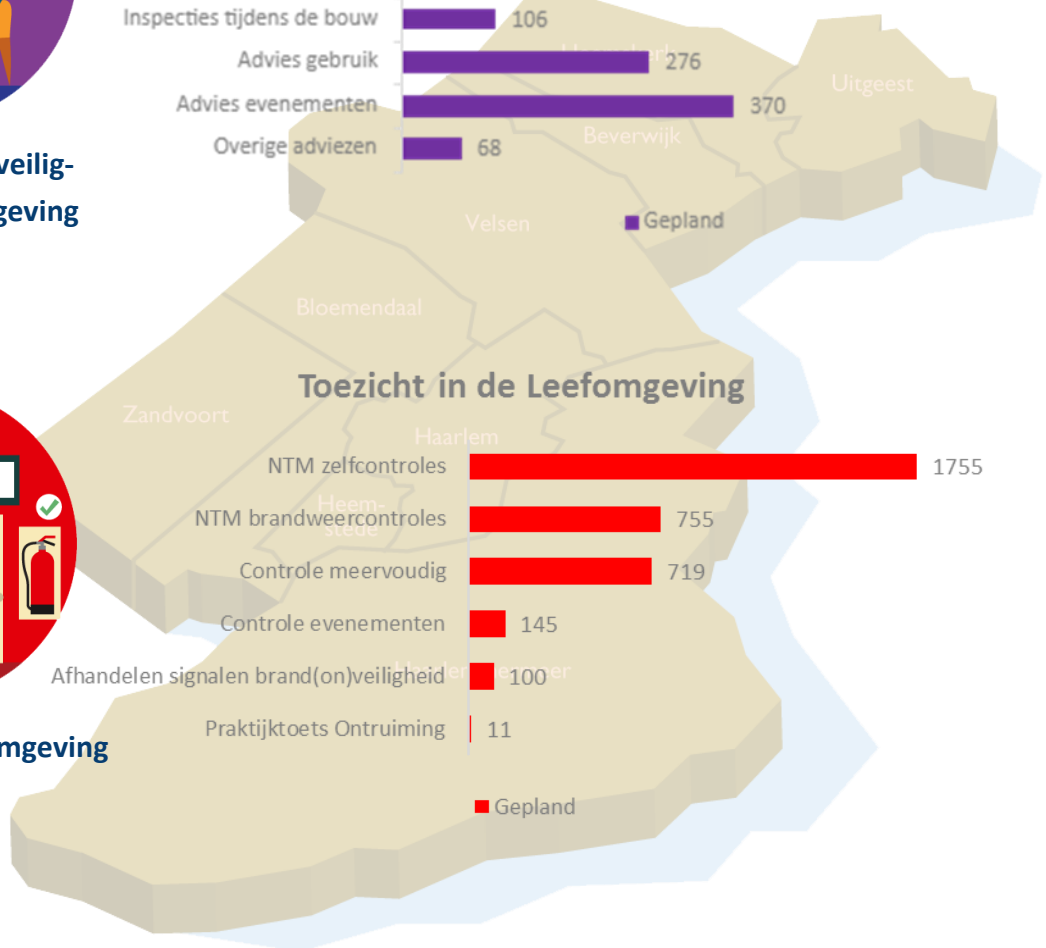 Inspecties tijdens de bouw 106
Advies gebruik 276
Advies evenementen 370
Overige adviezen 68
Gepland
veilig-
geving
Uitgeest
Beverwijk
Velsen
Bloemendaal
Zandvoort
Haarlem
Heem-
stede
Toezicht in de Leefomgeving
NTM zelfcontroles 1755
NTM brandweercontroles 755
Controle meervoudig 719
Controle evenementen 145
Afhandelen signalen brand(on)veiligheid 100
Praktijktoets Ontruiming 11
Gepland
mgeving